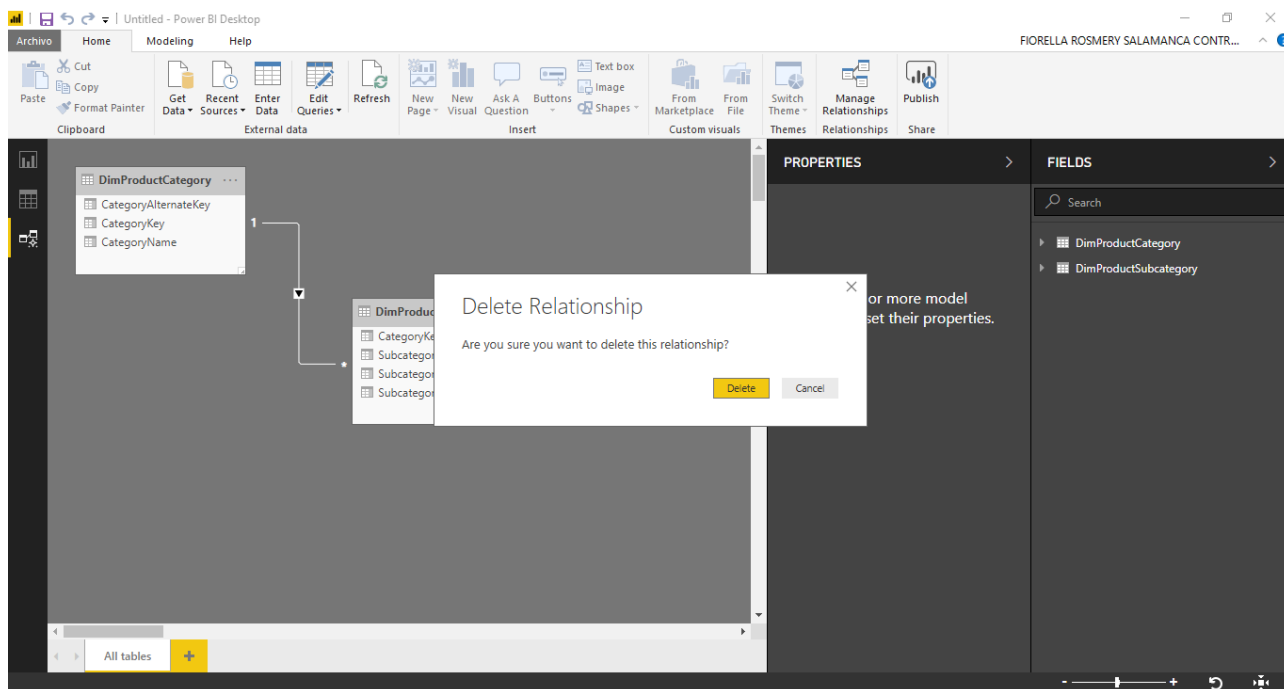 Untitled - Power BI Desktop
Archivo Home Modeling Help FIORELLA ROSMERY SALAMANCA CONTR...
Paste
Cut
Copy
Format Painter
Clipboard
Get Data
Recent Sources
Enter Data
Edit Queries
Refresh
External data
New Page
New Visual
Ask A Question
Buttons
Text box
Image
Shapes
Insert
From Marketplace
From File
Custom visuals
Switch Theme
Themes
Manage Relationships
Relationships
Publish
Share
DimProductCategory ...
CategoryAlternateKey
CategoryKey
CategoryName
1
*
DimProduc
CategoryKe
Subcategor
Subcategor
Subcategor
Delete Relationship
Are you sure you want to delete this relationship?
Delete Cancel
PROPERTIES
or more model
set their properties.
FIELDS
Search
DimProductCategory
DimProductSubcategory
All tables +
- +